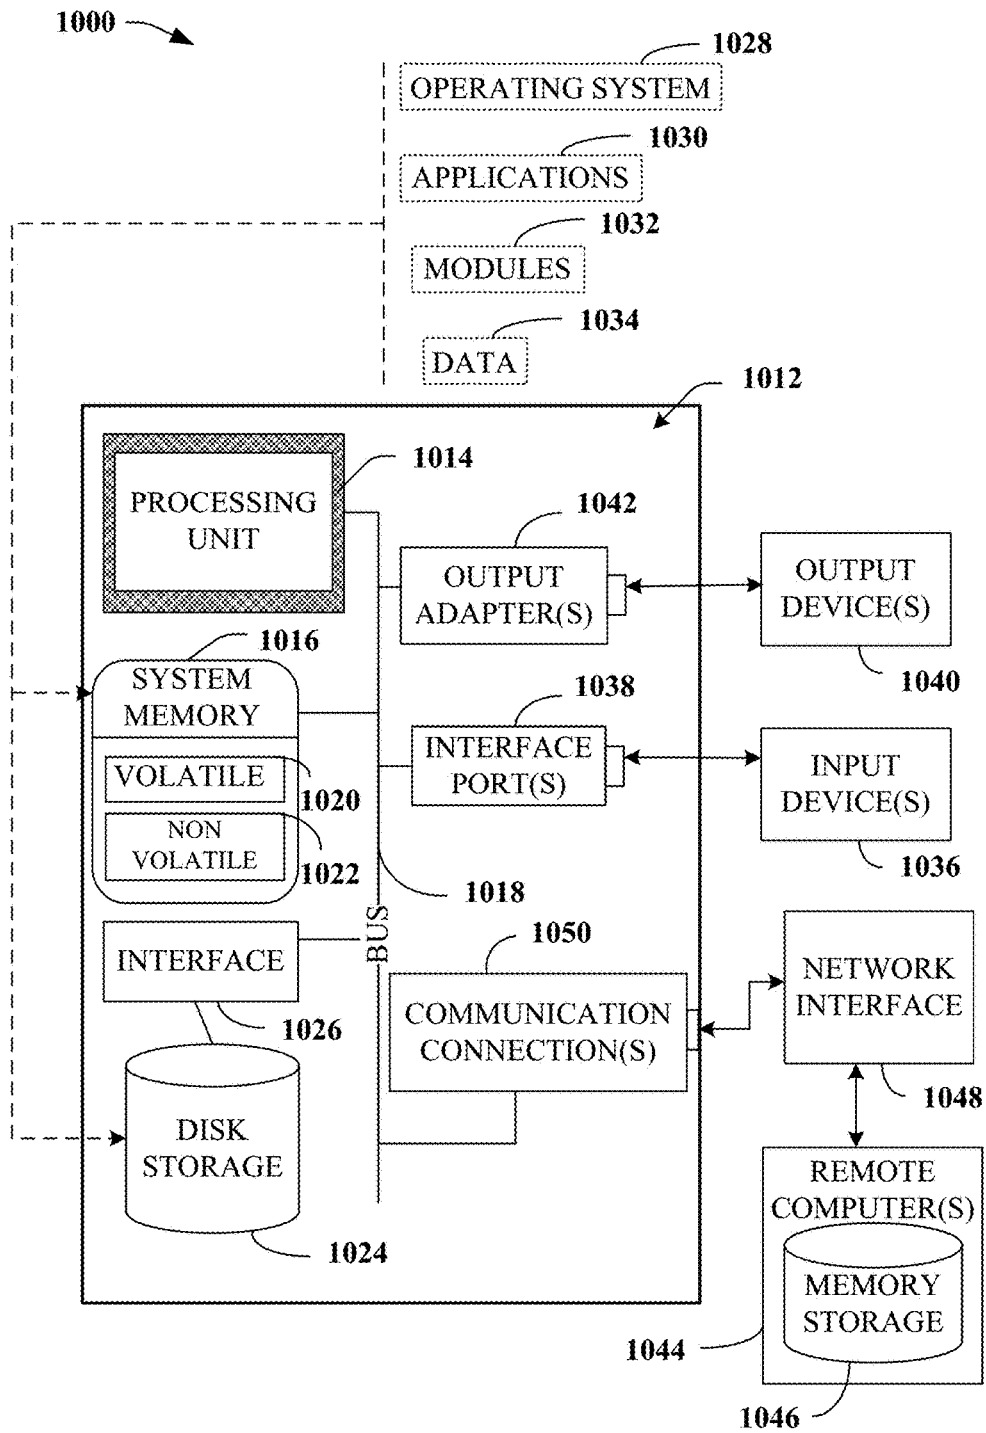 1000
1028
OPERATING SYSTEM
1030
APPLICATIONS
1032
MODULES
1034
DATA
1012
1014
PROCESSING
UNIT
1042
OUTPUT
ADAPTER(S)
OUTPUT
DEVICE(S)
1040
1016
SYSTEM
MEMORY
VOLATILE
1020
NON
VOLATILE
1022
1038
INTERFACE
PORT(S)
INPUT
DEVICE(S)
1036
1018
BUS
INTERFACE
1026
1050
COMMUNICATION
CONNECTION(S)
NETWORK
INTERFACE
1048
DISK
STORAGE
1024
REMOTE
COMPUTER(S)
MEMORY
STORAGE
1044
1046